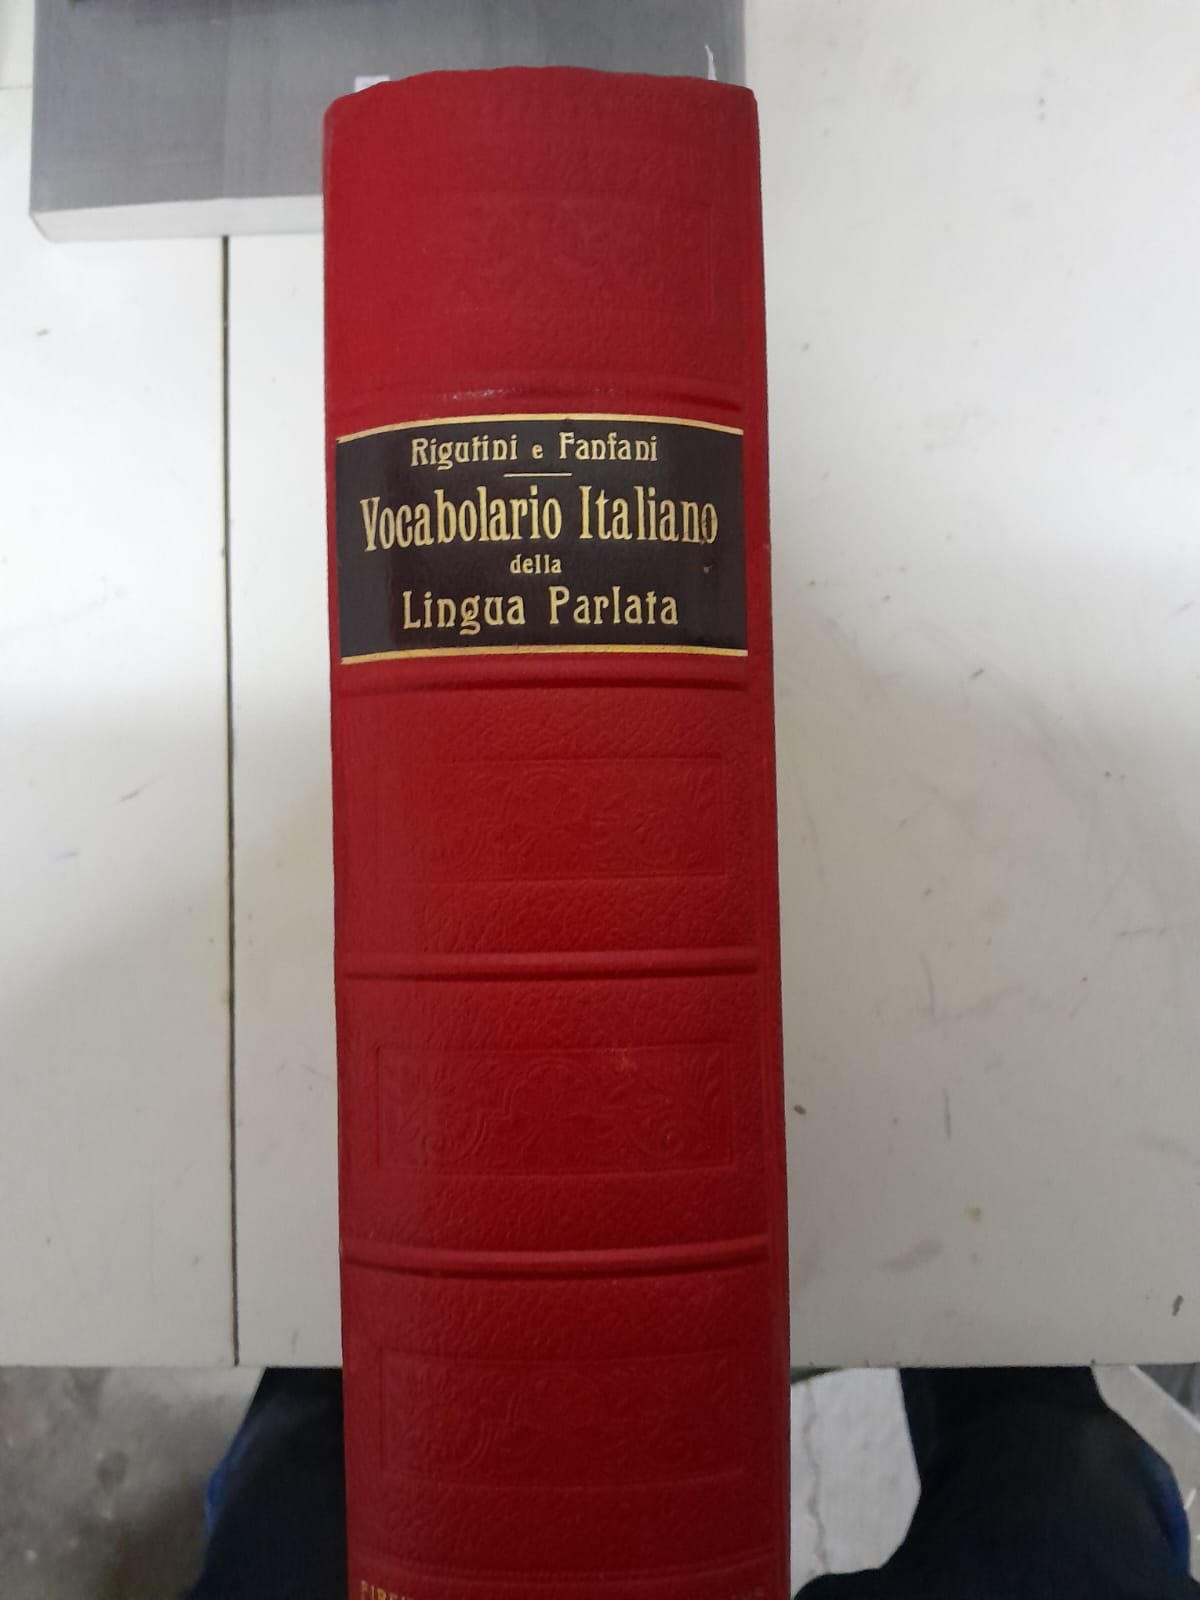 Rigutini e Fanfani
Vocabolario Italiano
della
Lingua Parlata